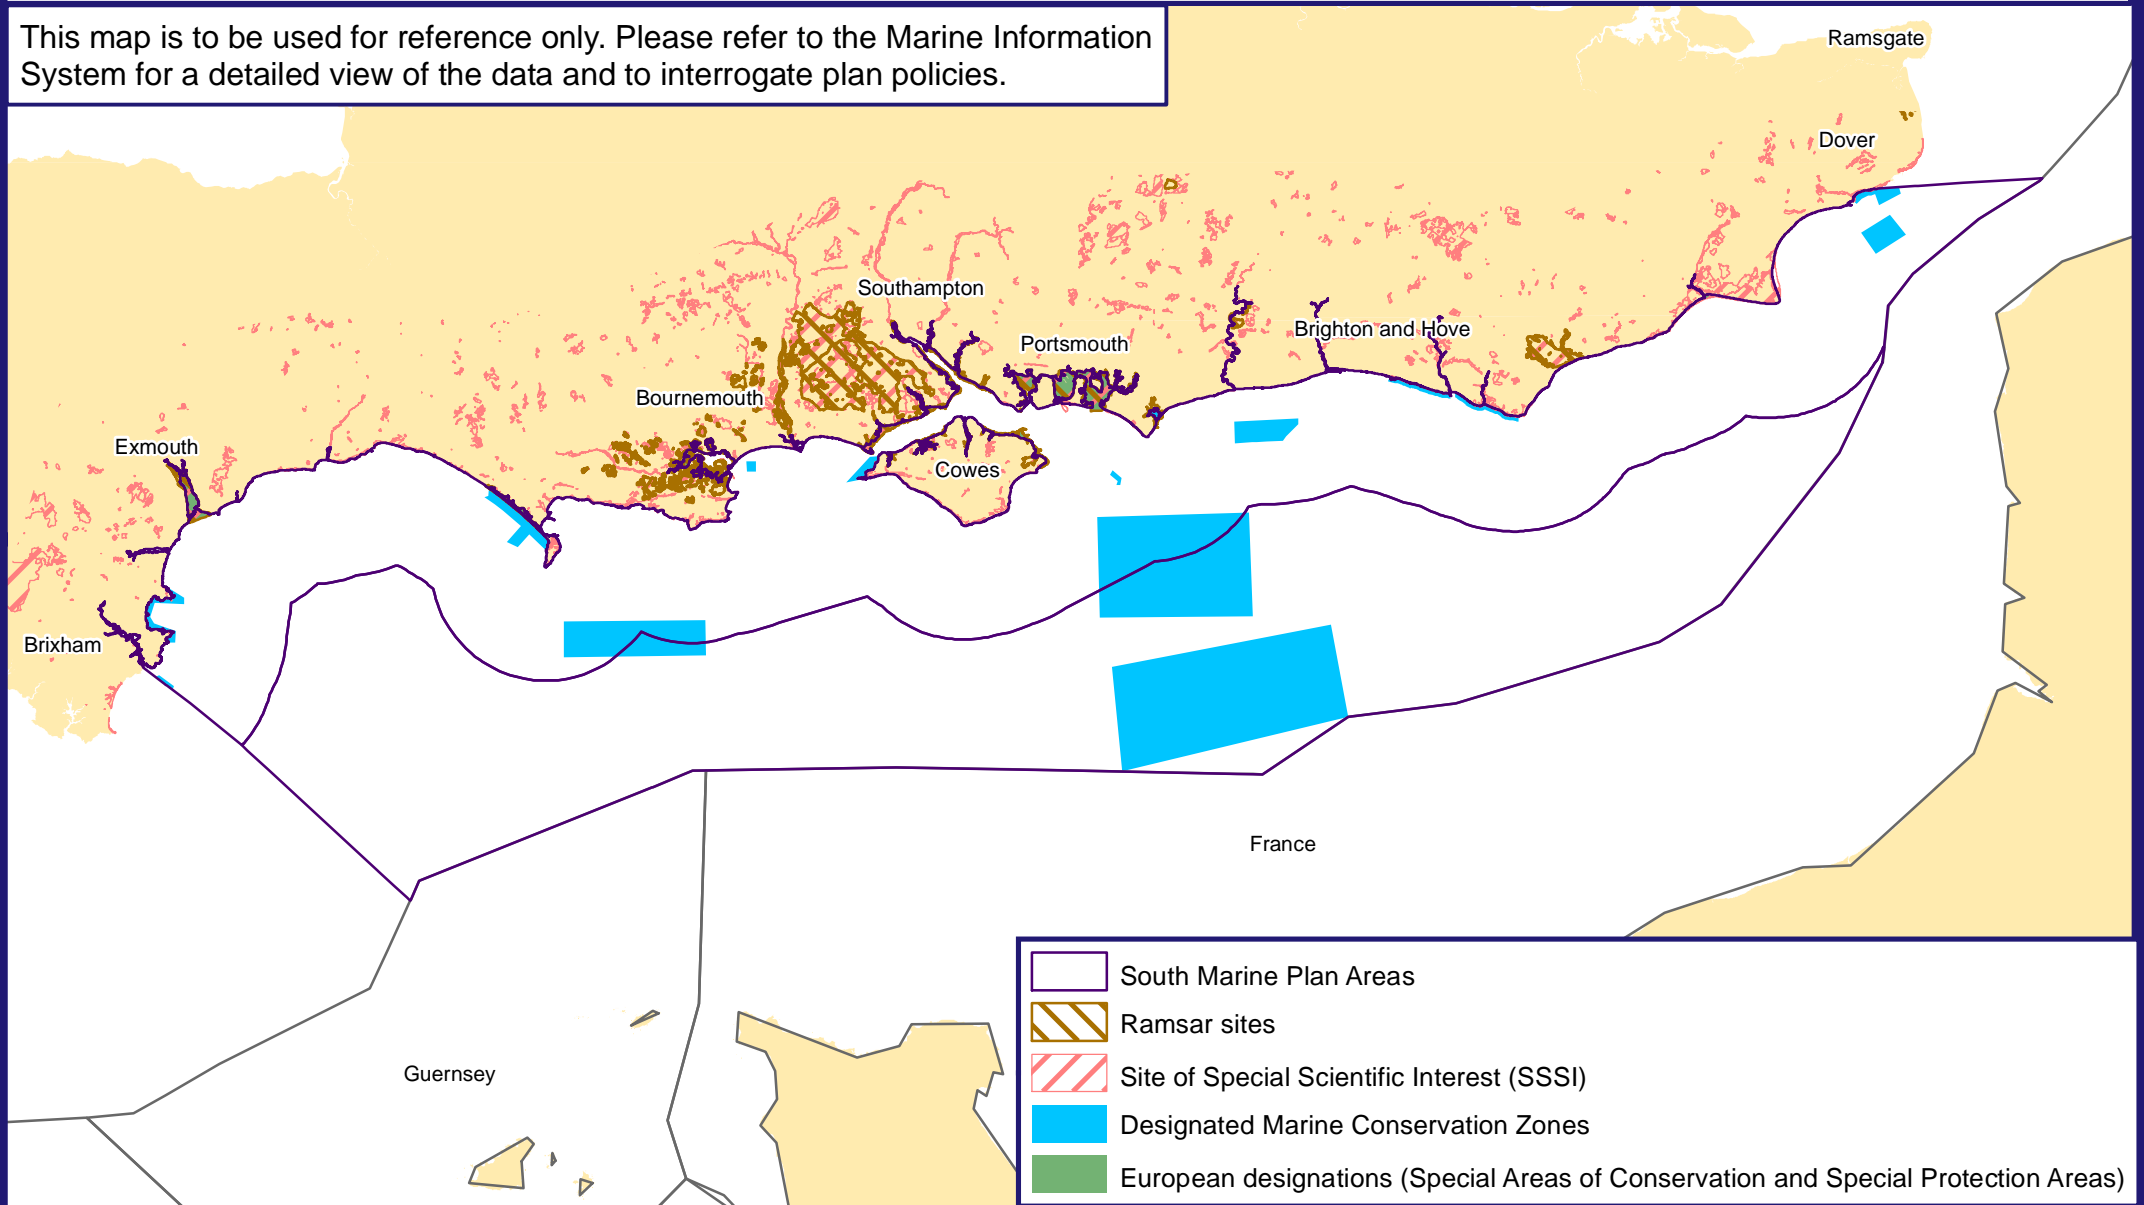 This map is to be used for reference only. Please refer to the Marine Information
System for a detailed view of the data and to interrogate plan policies.
Ramsgate
Dover
Southampton
Brighton and Hove
Portsmouth
Bournemouth
Exmouth
Cowes
Brixham
France
Guernsey
South Marine Plan Areas
Ramsar sites
Site of Special Scientific Interest (SSSI)
Designated Marine Conservation Zones
European designations (Special Areas of Conservation and Special Protection Areas)